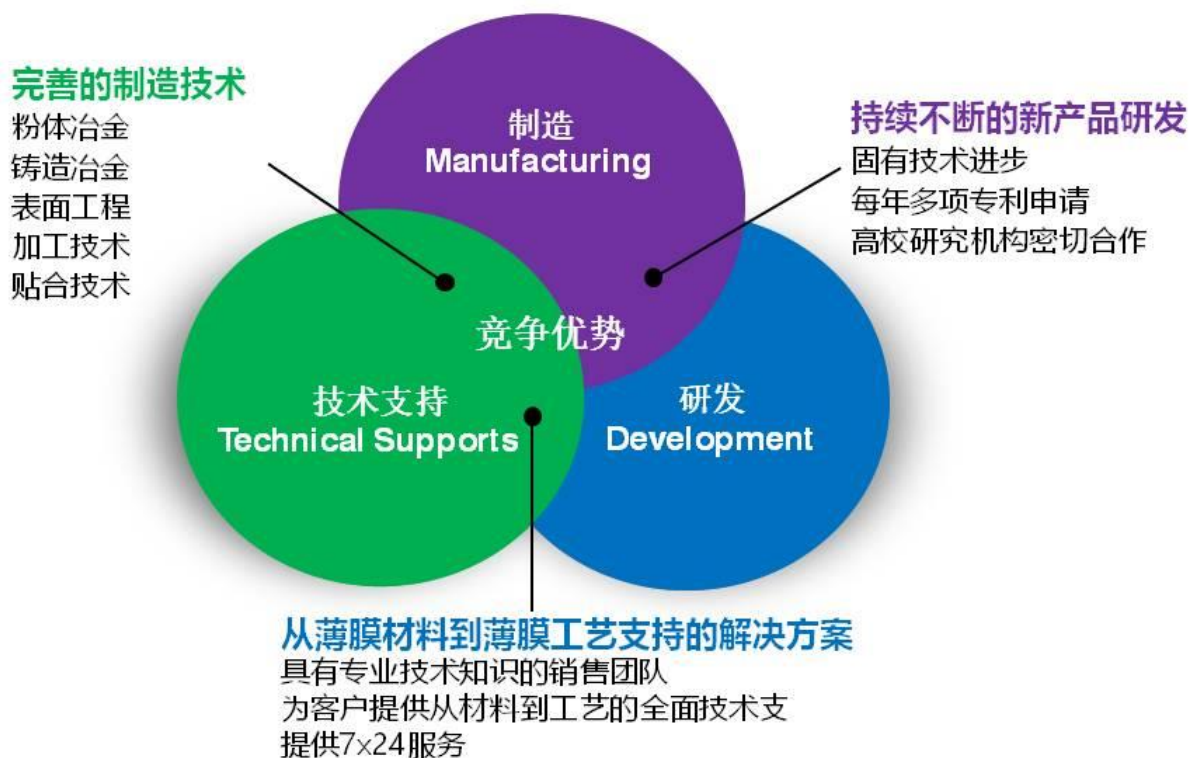 完善的制造技术
粉体冶金
铸造冶金
表面工程
加工技术
贴合技术
制造
Manufacturing
持续不断的新产品研发
固有技术进步
每年多项专利申请
高校研究机构密切合作
竞争优势
技术支持
Technical Supports
研发
Development
从薄膜材料到薄膜工艺支持的解决方案
具有专业技术知识的销售团队
为客户提供从材料到工艺的全面技术支
提供7x24服务